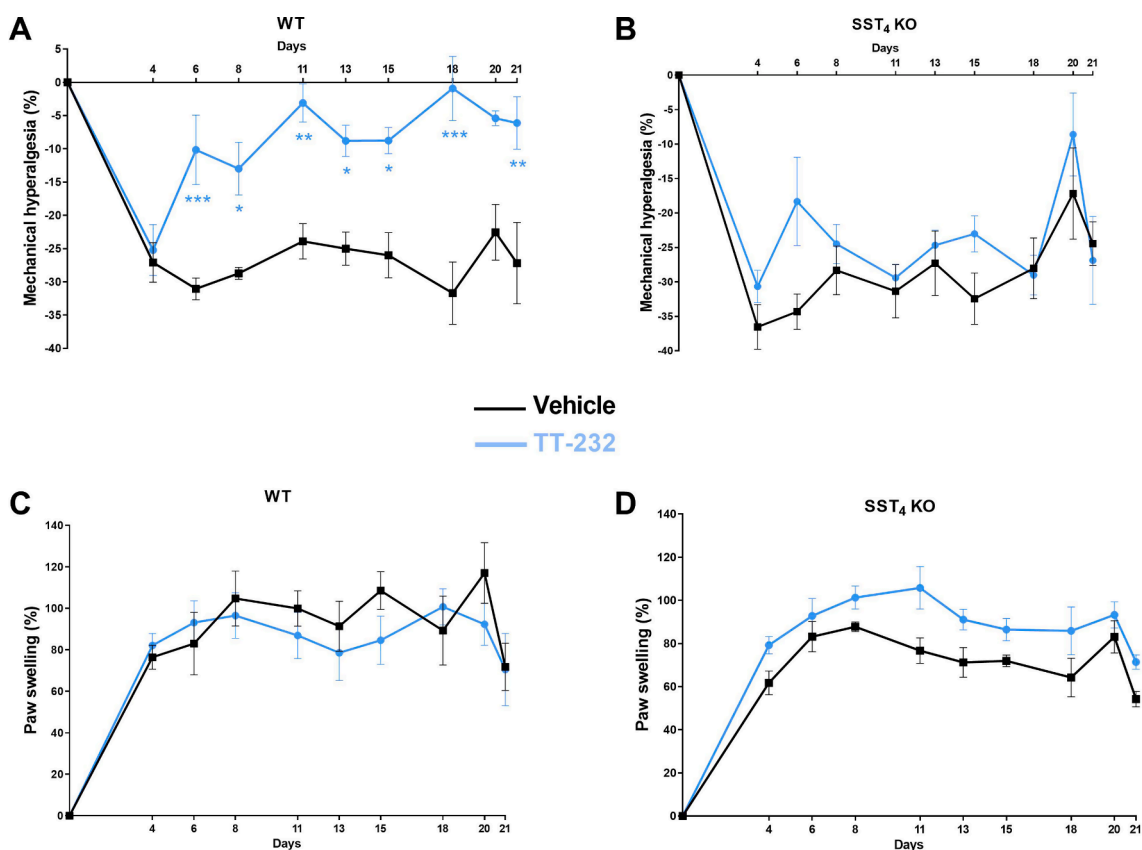 A
WT
Days
4 6 8 11 13 15 18 20 21
5
0
-5
-10
-15
-20
-25
-30
-35
-40
Mechanical hyperalgesia (%)
*** * ** * * *** **
B
SST4 KO
Days
4 6 8 11 13 15 18 20 21
0
-5
-10
-15
-20
-25
-30
-35
-40
Mechanical hyperalgesia (%)
Vehicle
TT-232
C
WT
140
120
100
80
60
40
20
0
Paw swelling (%)
4 6 8 11 13 15 18 20 21
Days
D
SST4 KO
140
120
100
80
60
40
20
0
Paw swelling (%)
4 6 8 11 13 15 18 20 21
Days